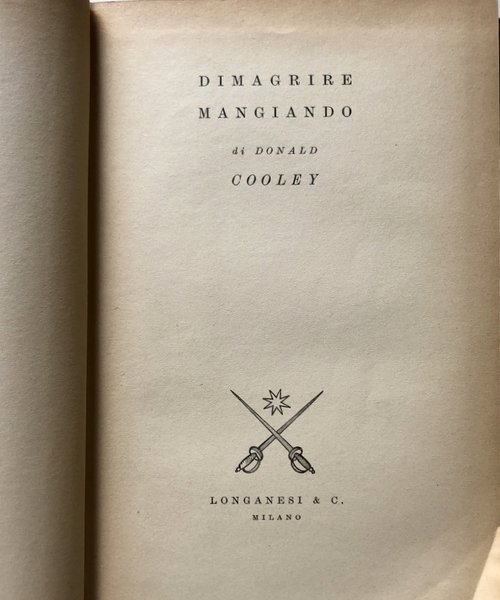 DIMAGRIRE
MANGIANDO
di DONALD
COOLEY
LONGANESI & C.
MILANO